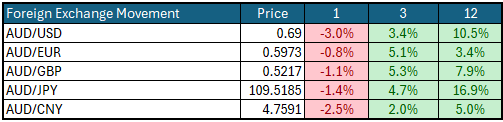 Foreign Exchange Movement Price 1 3 12
AUD/USD 0.69 -3.0% 3.4% 10.5%
AUD/EUR 0.5973 -0.8% 5.1% 3.4%
AUD/GBP 0.5217 -1.1% 5.3% 7.9%
AUD/JPY 109.5185 -1.4% 4.7% 16.9%
AUD/CNY 4.7591 -2.5% 2.0% 5.0%